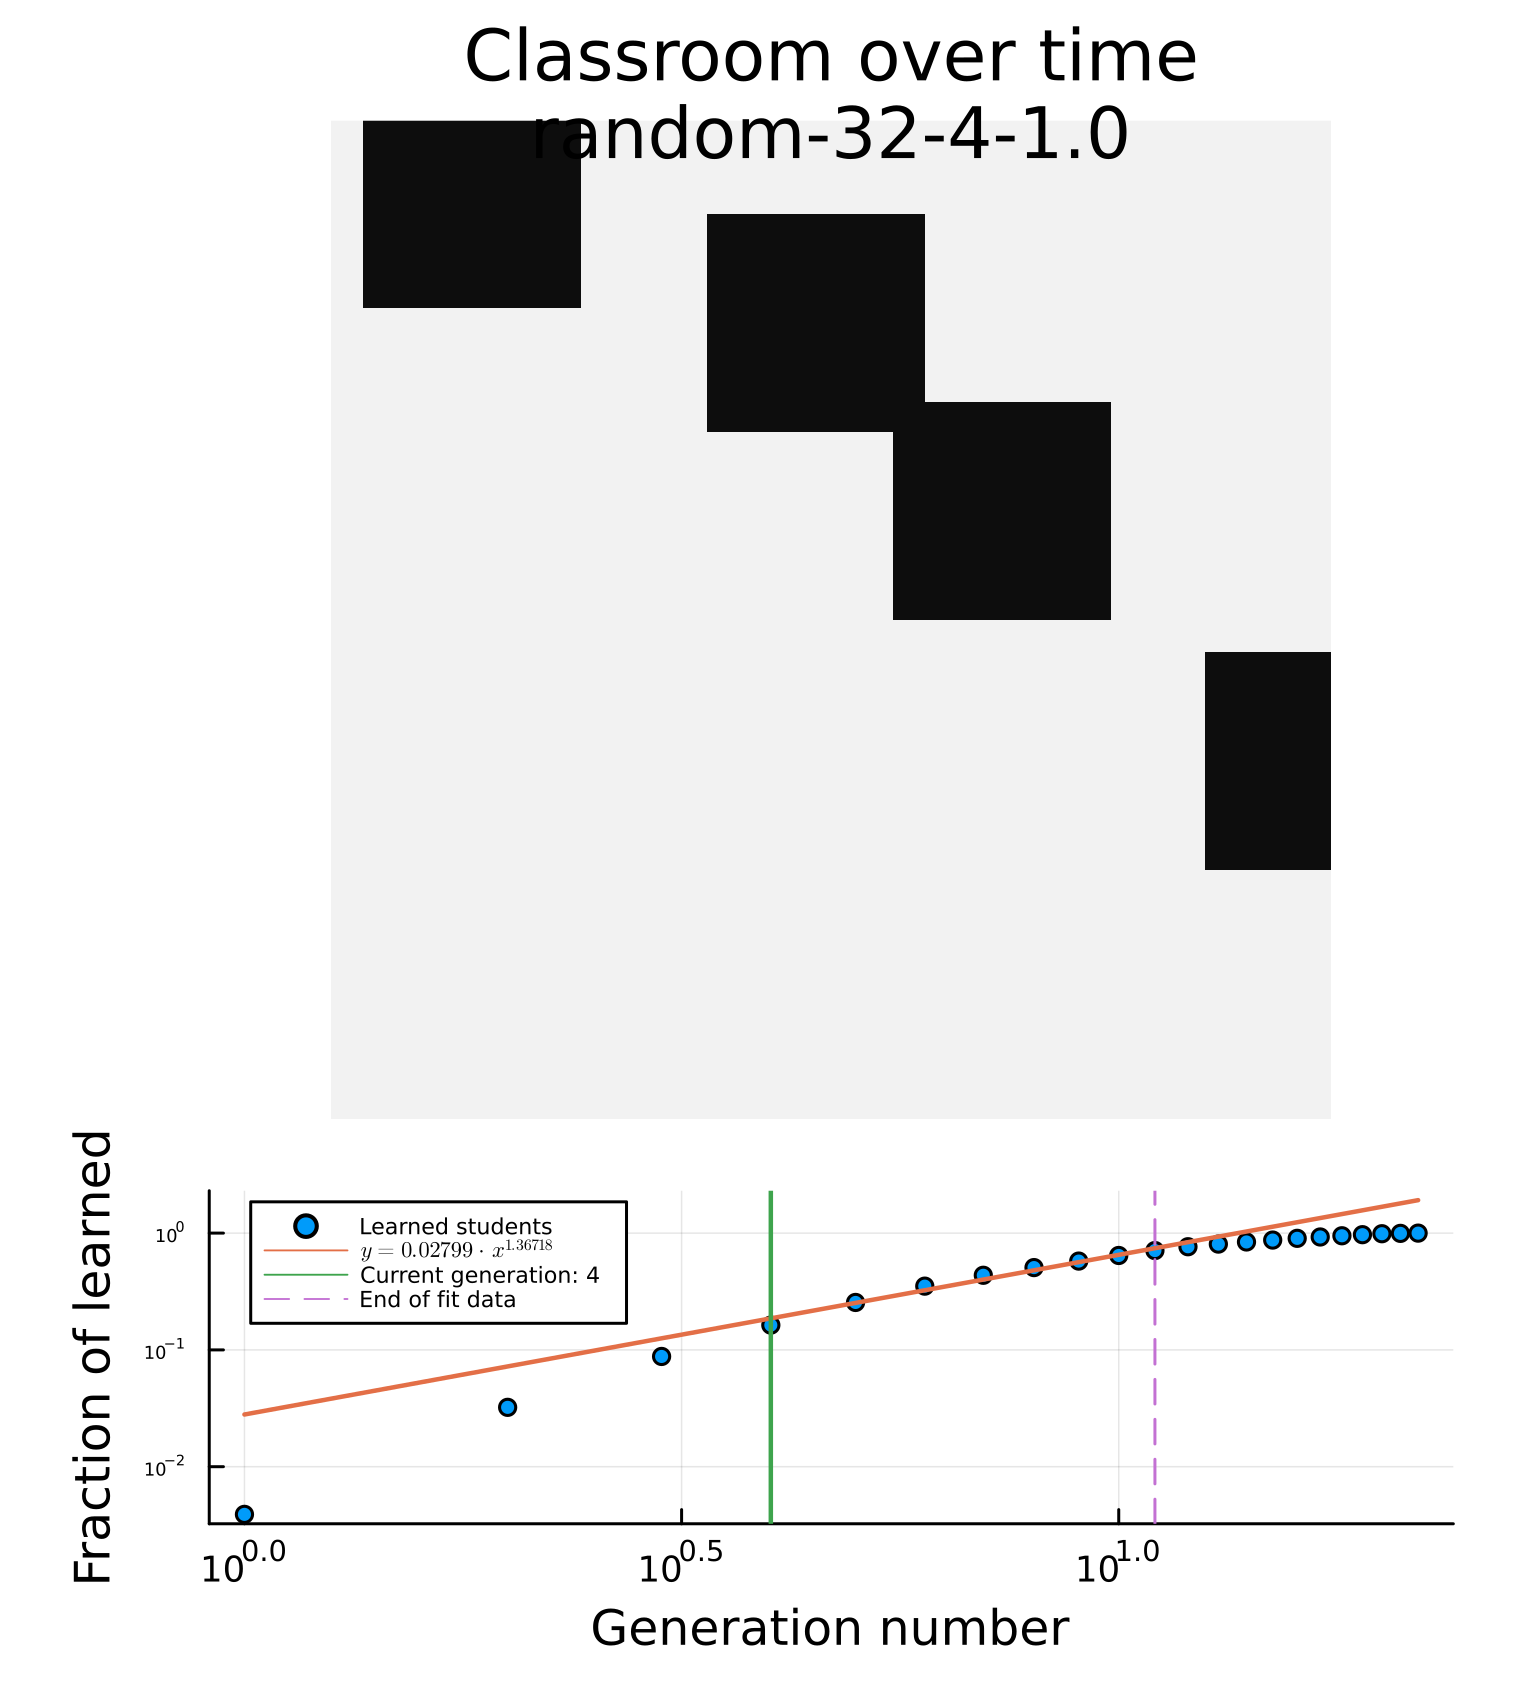 Classroom over time
random-32-4-1.0
Fraction of learned
10^0
10^−1
10^−2
Learned students
y = 0.02799 · x^1.36718
Current generation: 4
End of fit data
10^0.0
10^0.5
10^1.0
Generation number